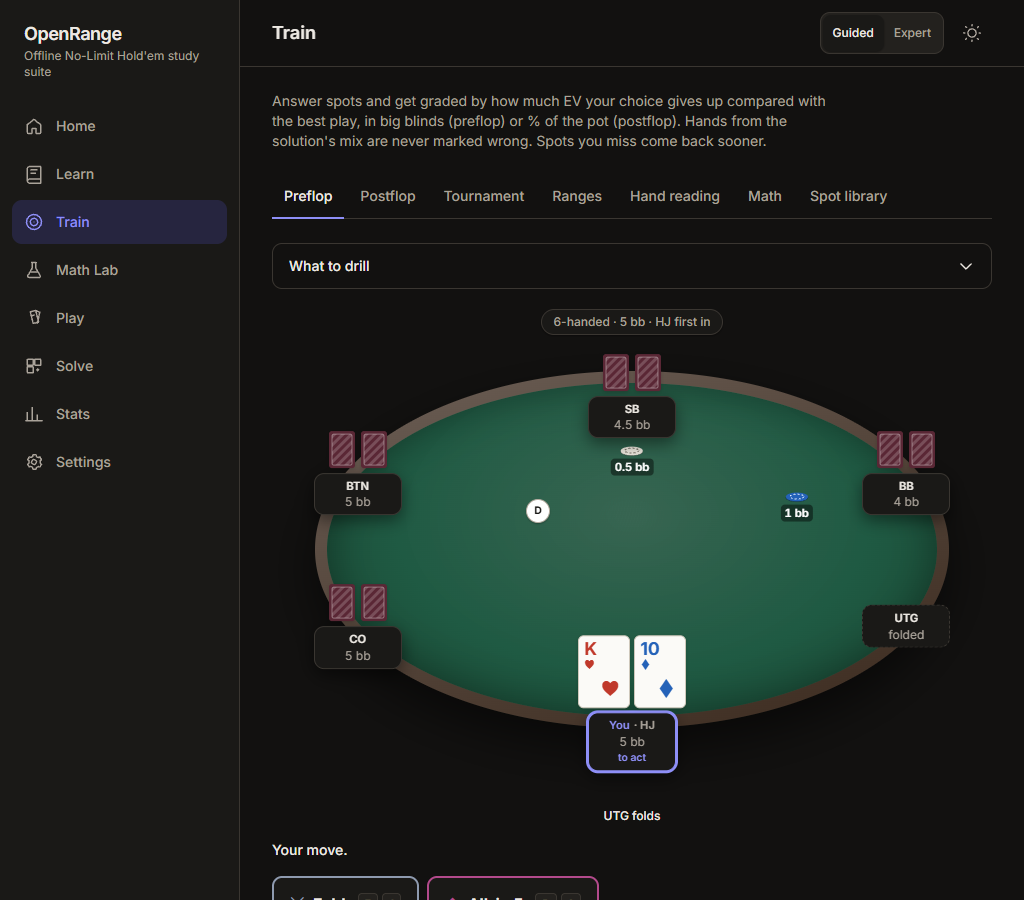 OpenRange
Offline No-Limit Hold'em study
suite
Home
Learn
Train
Math Lab
Play
Solve
Stats
Settings
Train
Guided
Expert
Answer spots and get graded by how much EV your choice gives up compared with
the best play, in big blinds (preflop) or % of the pot (postflop). Hands from the
solution's mix are never marked wrong. Spots you miss come back sooner.
Preflop
Postflop
Tournament
Ranges
Hand reading
Math
Spot library
What to drill
6-handed · 5 bb · HJ first in
SB
4.5 bb
0.5 bb
BTN
5 bb
BB
4 bb
D
1 bb
CO
5 bb
UTG
folded
K
10
You · HJ
5 bb
to act
UTG folds
Your move.